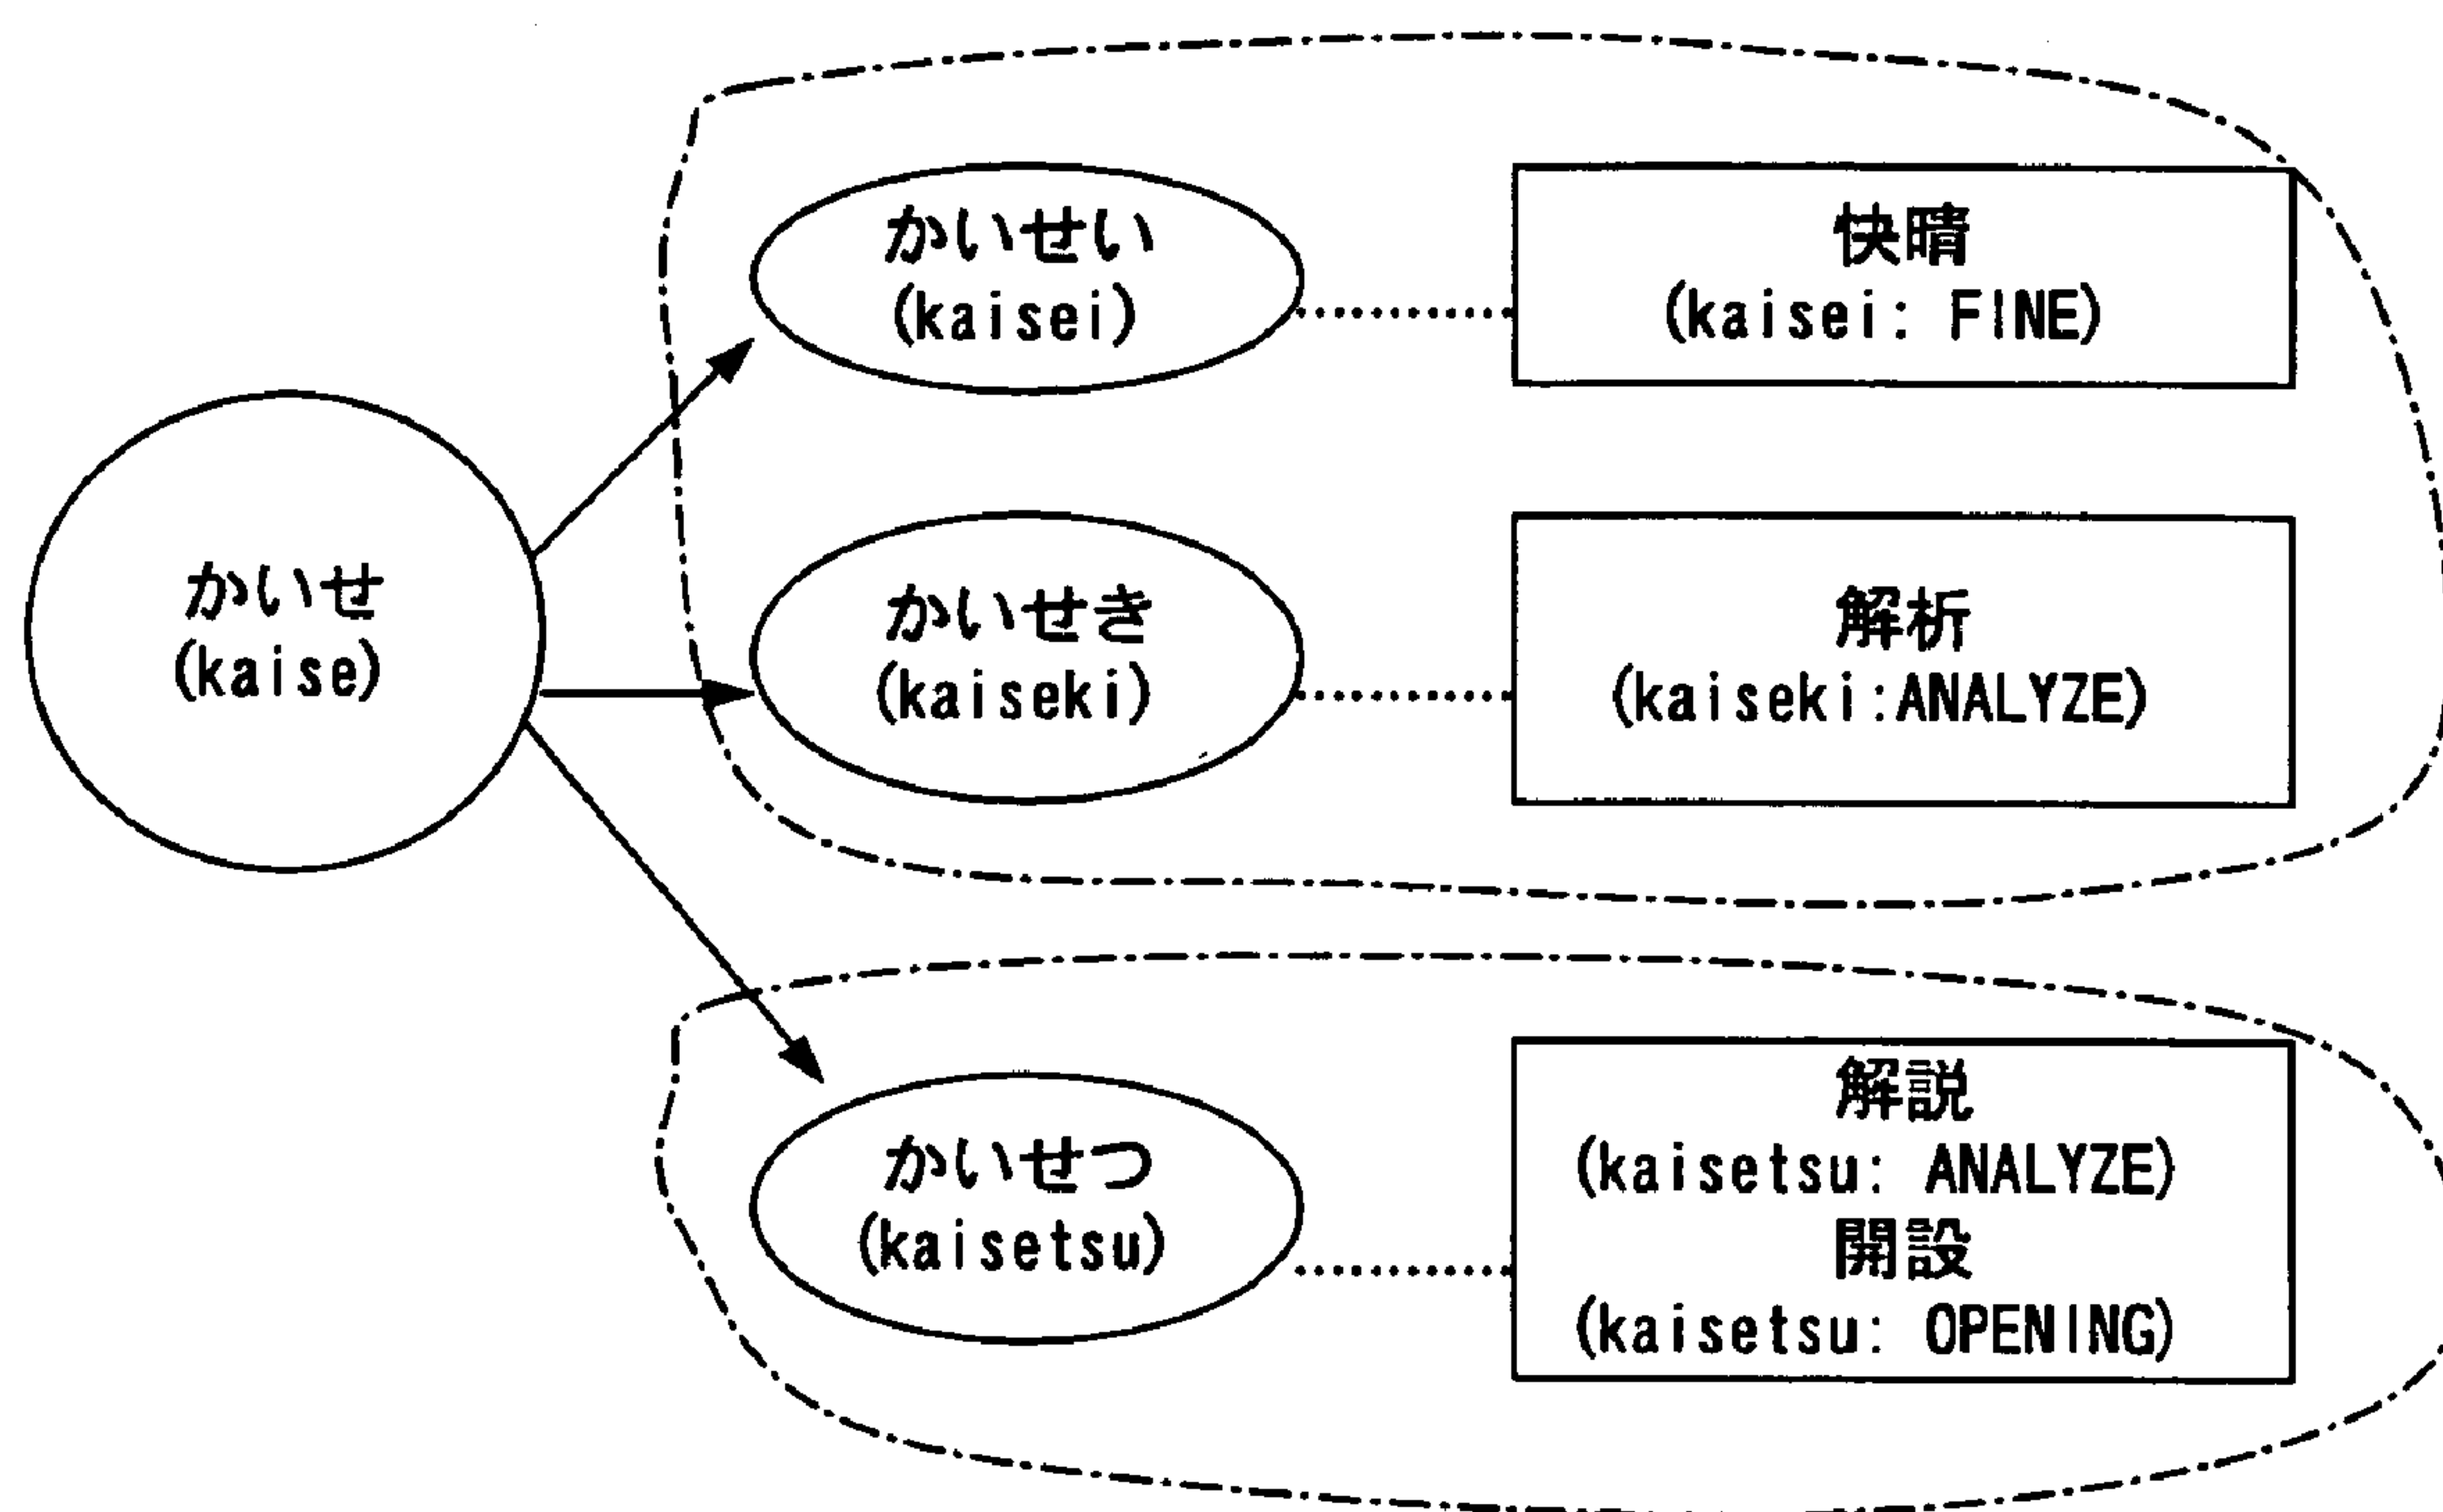 かいせい
(kaisei)
快晴
(kaisei: FINE)
かいせ
(kaise)
かいせき
(kaiseki)
解析
(kaiseki:ANALYZE)
かいせつ
(kaisetsu)
解説
(kaisetsu: ANALYZE)
開設
(kaisetsu: OPENING)